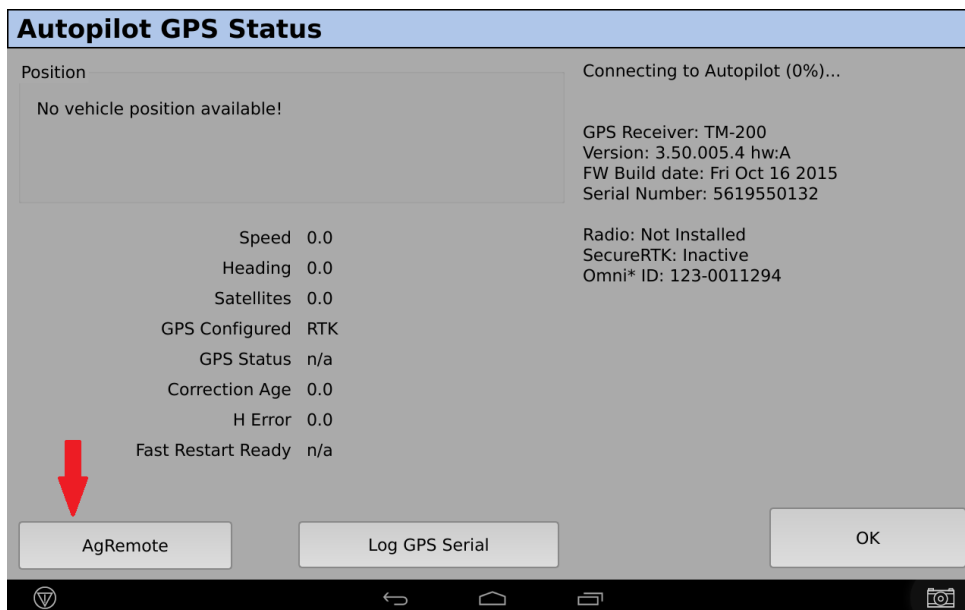 Autopilot GPS Status
Position
No vehicle position available!
Speed 0.0
Heading 0.0
Satellites 0.0
GPS Configured RTK
GPS Status n/a
Correction Age 0.0
H Error 0.0
Fast Restart Ready n/a
Connecting to Autopilot (0%)...
GPS Receiver: TM-200
Version: 3.50.005.4 hw:A
FW Build date: Fri Oct 16 2015
Serial Number: 5619550132
Radio: Not Installed
SecureRTK: Inactive
Omni* ID: 123-0011294
AgRemote
Log GPS Serial
OK